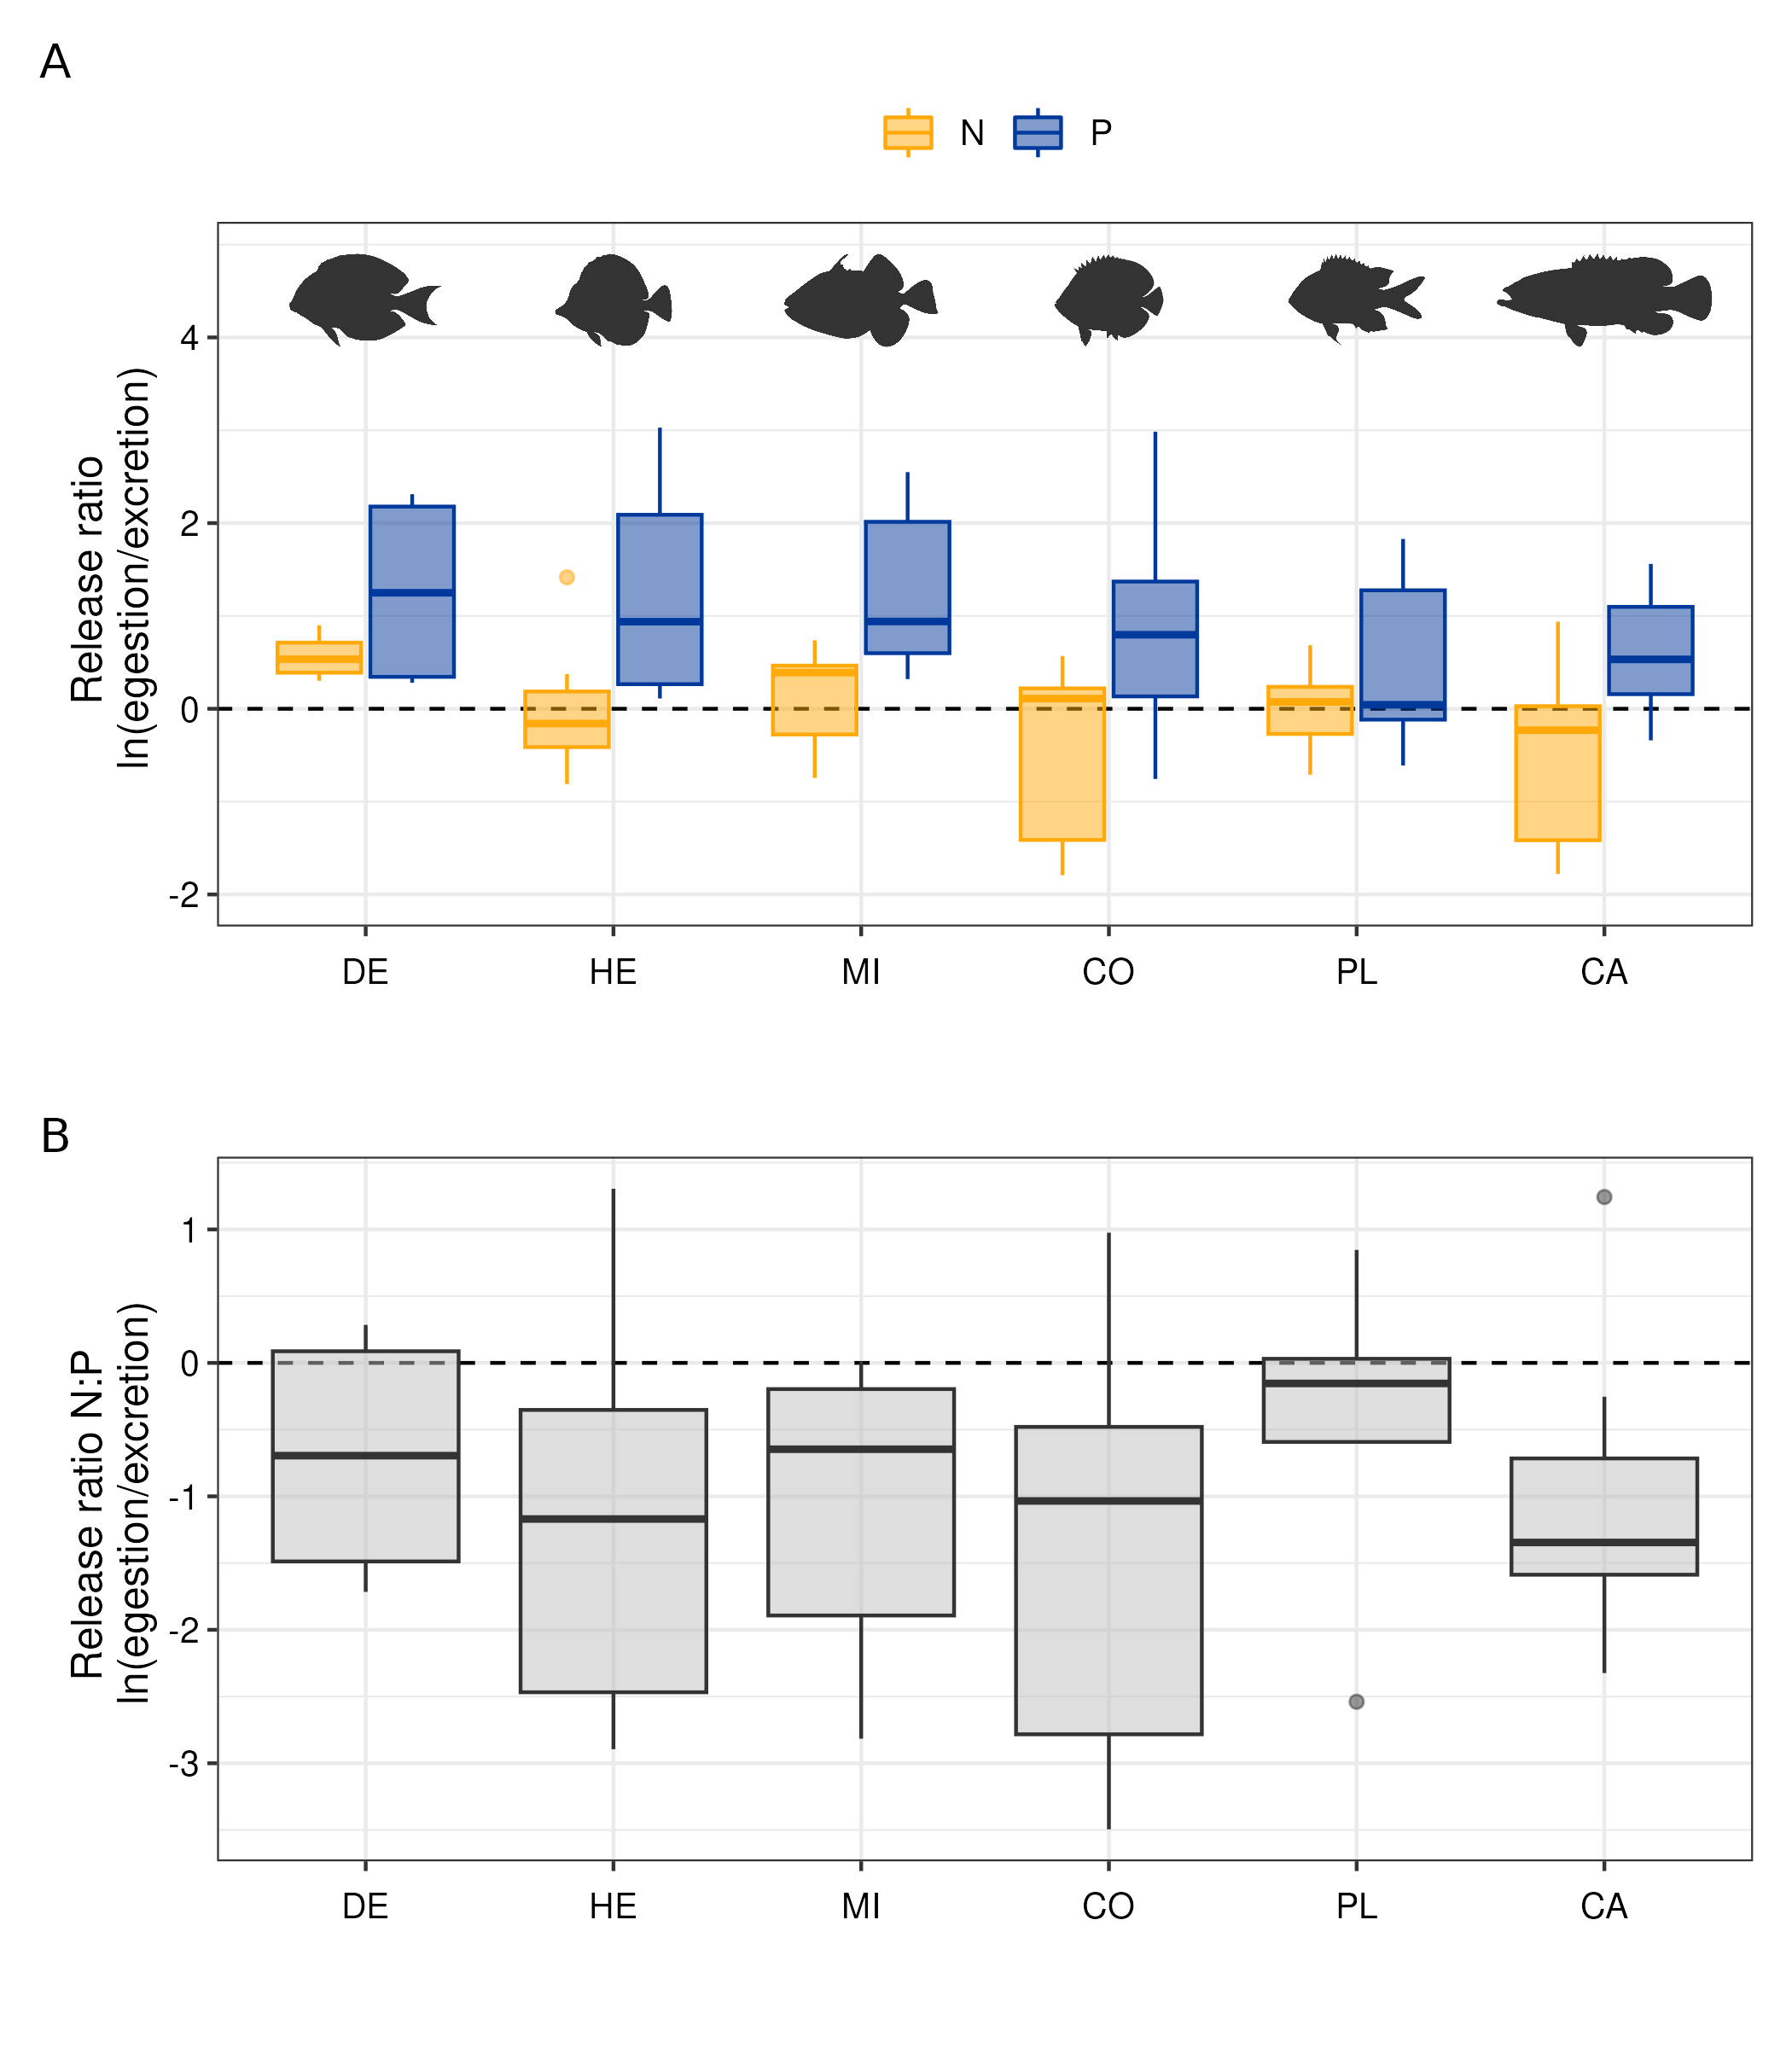 A
N P
Release ratio
ln(egestion/excretion)
4
2
0
-2
DE HE MI CO PL CA
B
Release ratio N:P
ln(egestion/excretion)
1
0
-1
-2
-3
DE HE MI CO PL CA